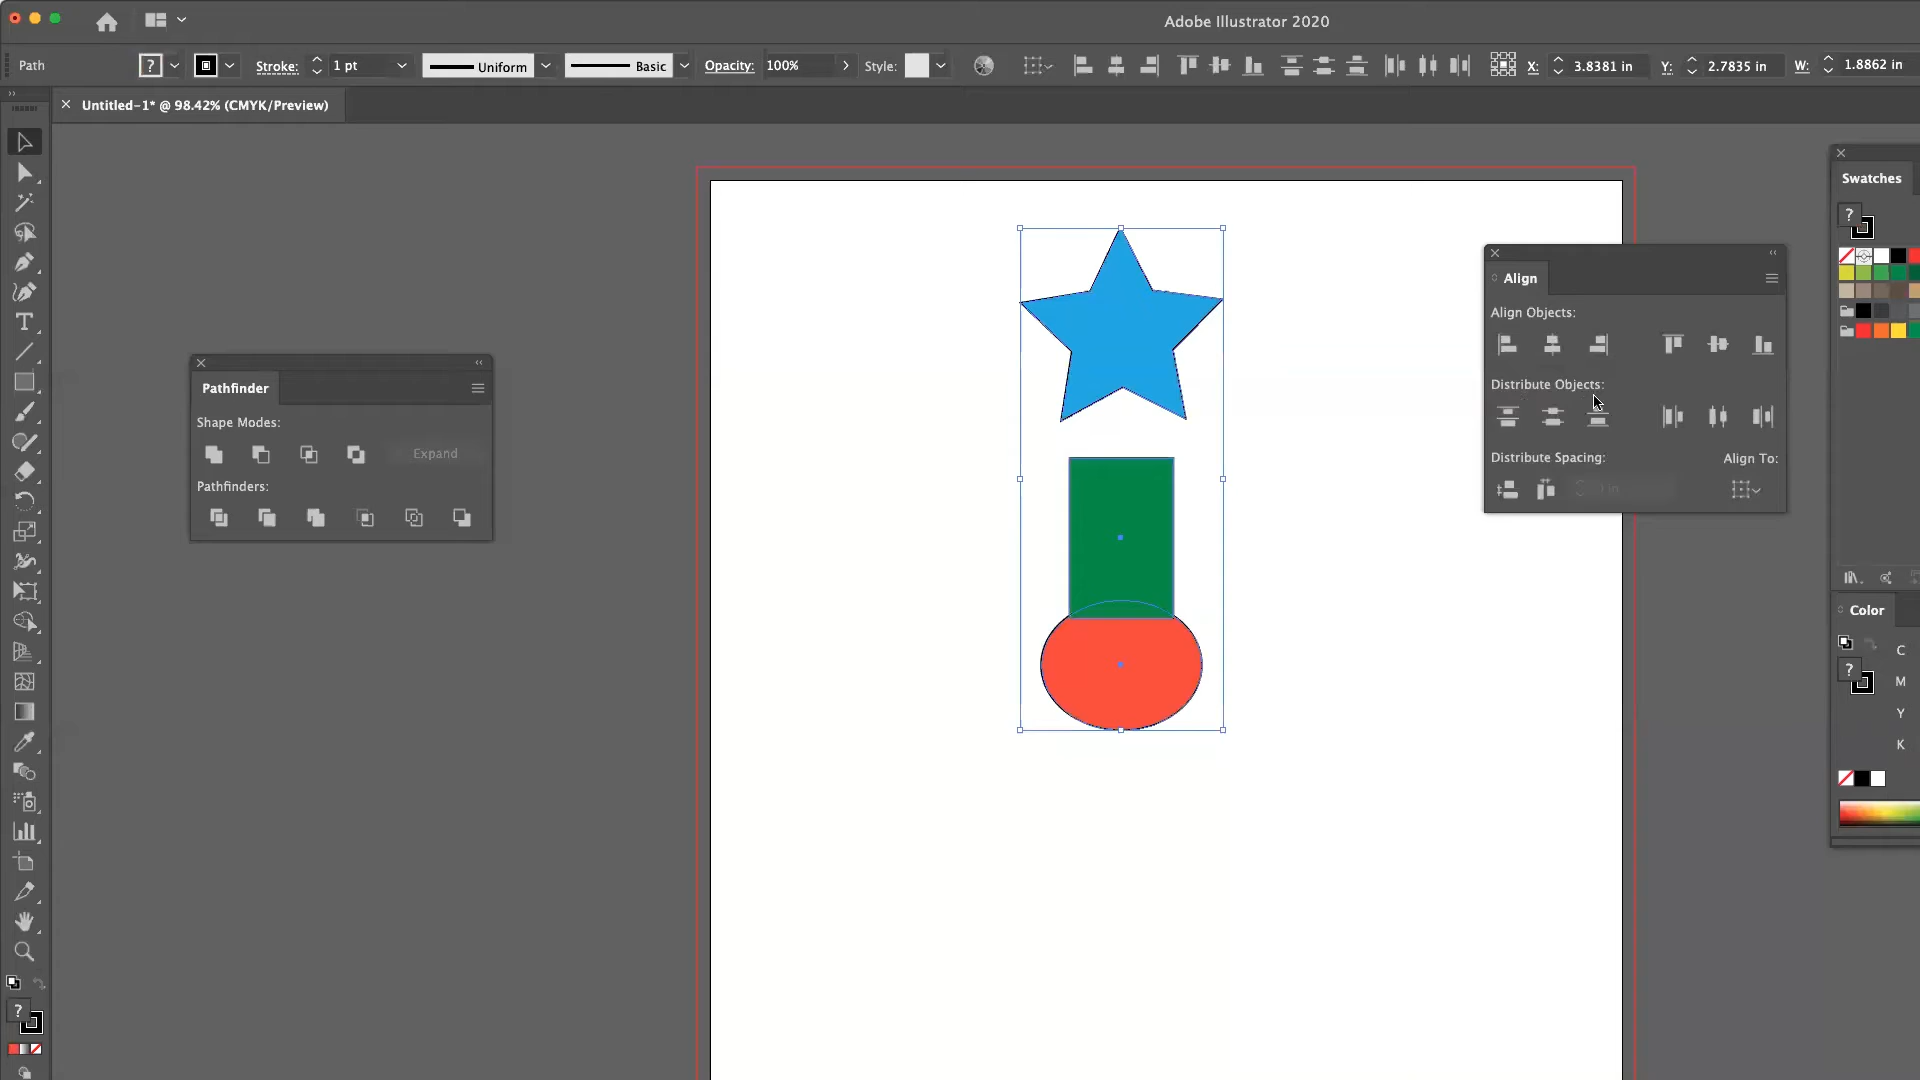 Adobe Illustrator 2020
Path
?
Stroke:
1 pt
Uniform
Basic
Opacity:
100%
Style:
X:
3.8381 in
Y:
2.7835 in
W:
1.8862 in
Untitled-1* @ 98.42% (CMYK/Preview)
Swatches
?
Align
Align Objects:
Distribute Objects:
Distribute Spacing:
Align To:
Pathfinder
Shape Modes:
Expand
Pathfinders:
Color
?
C
M
Y
K
?